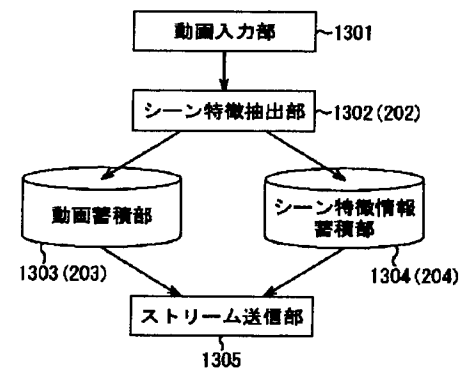 動画入力部
1301
シーン特徴抽出部
1302(202)
動画蓄積部
シーン特徴情報
蓄積部
1303(203)
1304(204)
ストリーム送信部
1305